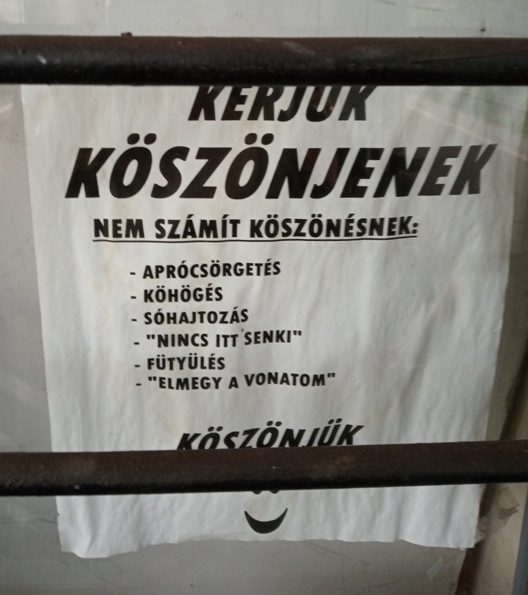 KÉRJÜK
KÖSZÖNJENEK
NEM SZÁMÍT KÖSZÖNÉSNEK:
- APRÓCSÖRGETÉS
- KÖHÖGÉS
- SÓHAJTOZÁS
- "NINCS ITT SENKI"
- FÜTYÜLÉS
- "ELMEGY A VONATOM"
KÖSZÖNJÜK